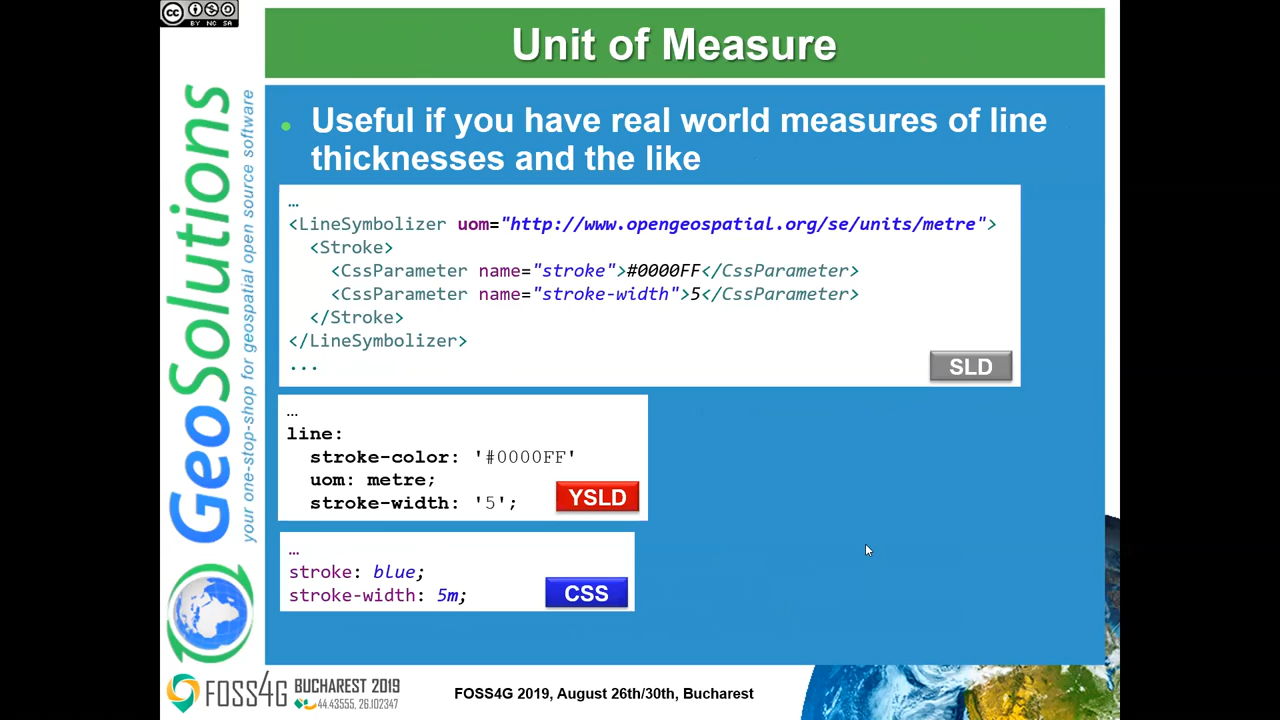 BY NC SA
Unit of Measure
GeoSolutions
your one-stop-shop for geospatial open source software
• Useful if you have real world measures of line
thicknesses and the like
…
<LineSymbolizer uom="http://www.opengeospatial.org/se/units/metre">
<Stroke>
<CssParameter name="stroke">#0000FF</CssParameter>
<CssParameter name="stroke-width">5</CssParameter>
</Stroke>
</LineSymbolizer>
...
SLD
…
line:
stroke-color: '#0000FF'
uom: metre;
stroke-width: '5';
YSLD
…
stroke: blue;
stroke-width: 5m;
CSS
FOSS4G BUCHAREST 2019
44.43555, 26.102347
FOSS4G 2019, August 26th/30th, Bucharest